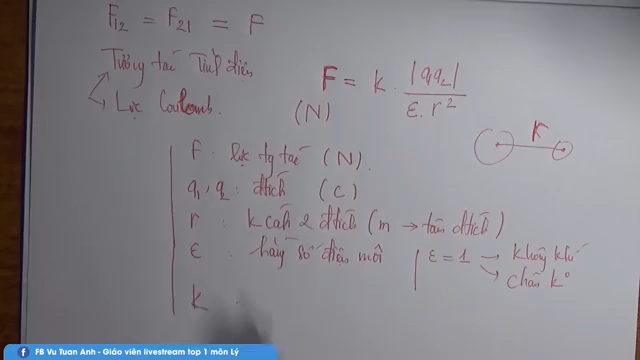 F₁₂ = F₂₁ = F
Tương tác Tĩnh điện
Lực Coulomb.
F = k . |q₁q₂| / ε.r²
(N)
r
F : lực tg tác (N).
q₁, q₂ : đtích (C)
r : k cách 2 đtích (m → tâm đtích)
ε : hằng số điện môi
ε = 1 → không khí
→ chân k°
k :
FB Vu Tuan Anh - Giáo viên livestream top 1 môn Lý